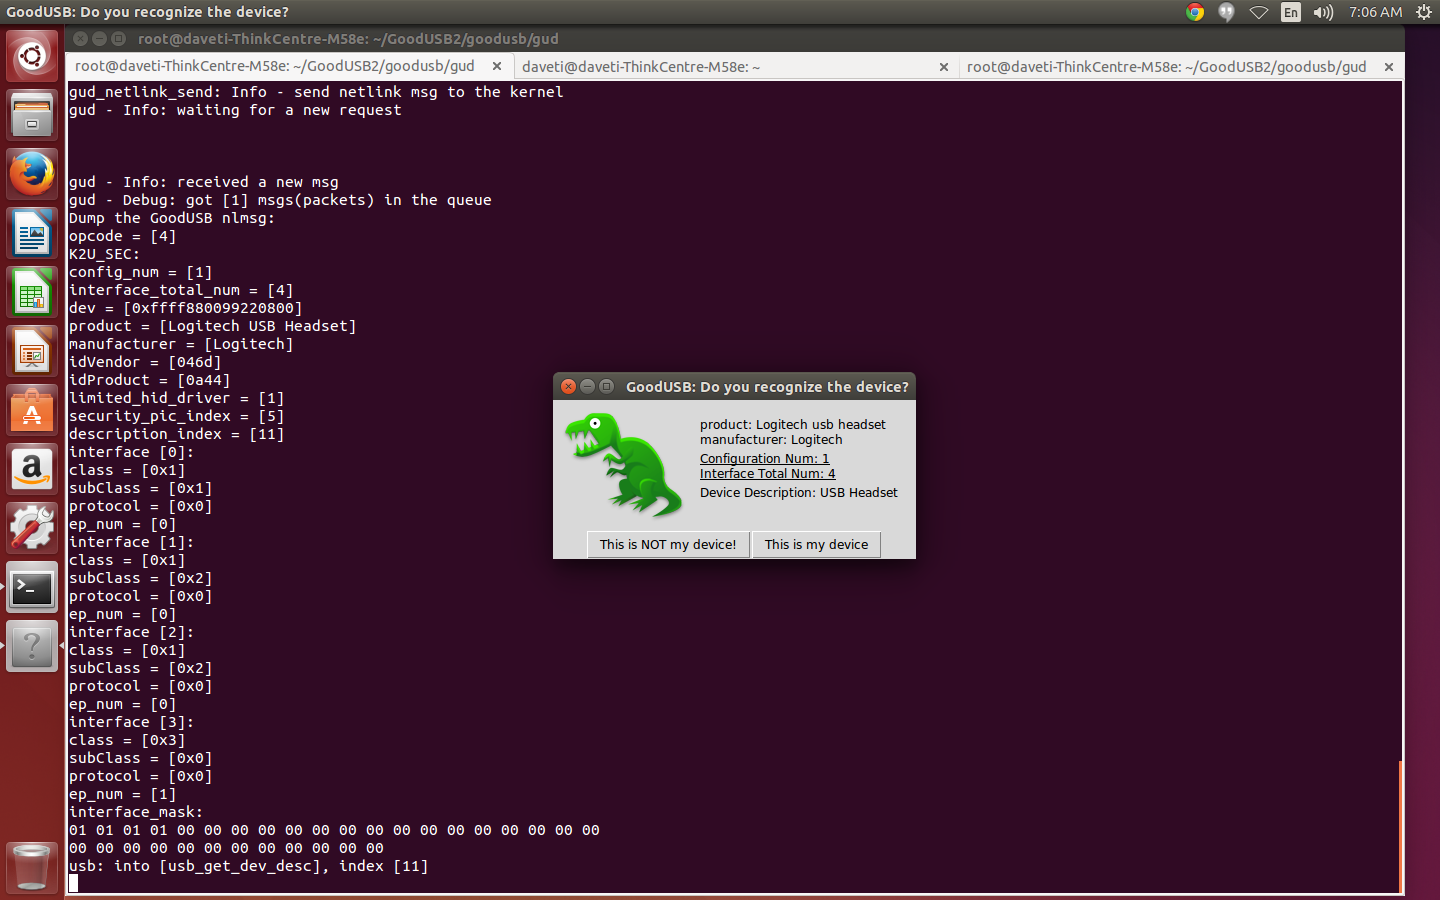 GoodUSB: Do you recognize the device?
En
7:06 AM
root@daveti-ThinkCentre-M58e: ~/GoodUSB2/goodusb/gud
root@daveti-ThinkCentre-M58e: ~/GoodUSB2/goodusb/gud
daveti@daveti-ThinkCentre-M58e: ~
root@daveti-ThinkCentre-M58e: ~/GoodUSB2/goodusb/gud
gud_netlink_send: Info - send netlink msg to the kernel
gud - Info: waiting for a new request
gud - Info: received a new msg
gud - Debug: got [1] msgs(packets) in the queue
Dump the GoodUSB nlmsg:
opcode = [4]
K2U_SEC:
config_num = [1]
interface_total_num = [4]
dev = [0xffff880099220800]
product = [Logitech USB Headset]
manufacturer = [Logitech]
idVendor = [046d]
idProduct = [0a44]
limited_hid_driver = [1]
security_pic_index = [5]
description_index = [11]
interface [0]:
class = [0x1]
subClass = [0x1]
protocol = [0x0]
ep_num = [0]
interface [1]:
class = [0x1]
subClass = [0x2]
protocol = [0x0]
ep_num = [0]
interface [2]:
class = [0x1]
subClass = [0x2]
protocol = [0x0]
ep_num = [0]
interface [3]:
class = [0x3]
subClass = [0x0]
protocol = [0x0]
ep_num = [1]
interface_mask:
01 01 01 01 00 00 00 00 00 00 00 00 00 00 00 00 00 00 00 00
00 00 00 00 00 00 00 00 00 00 00 00
usb: into [usb_get_dev_desc], index [11]
GoodUSB: Do you recognize the device?
product: Logitech usb headset
manufacturer: Logitech
Configuration Num: 1
Interface Total Num: 4
Device Description: USB Headset
This is NOT my device!
This is my device